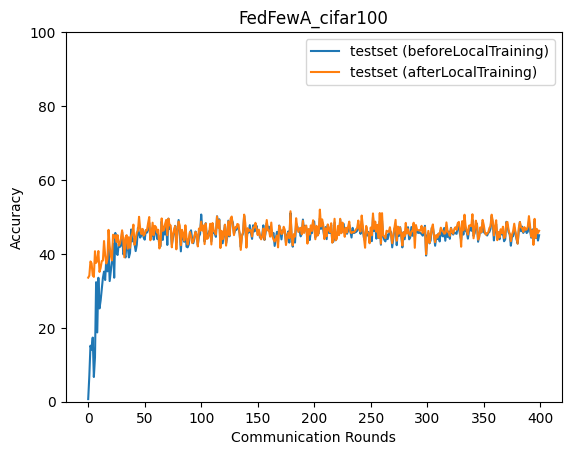 FedFewA_cifar100
testset (beforeLocalTraining)
testset (afterLocalTraining)
Accuracy
100
80
60
40
20
0
0 50 100 150 200 250 300 350 400
Communication Rounds